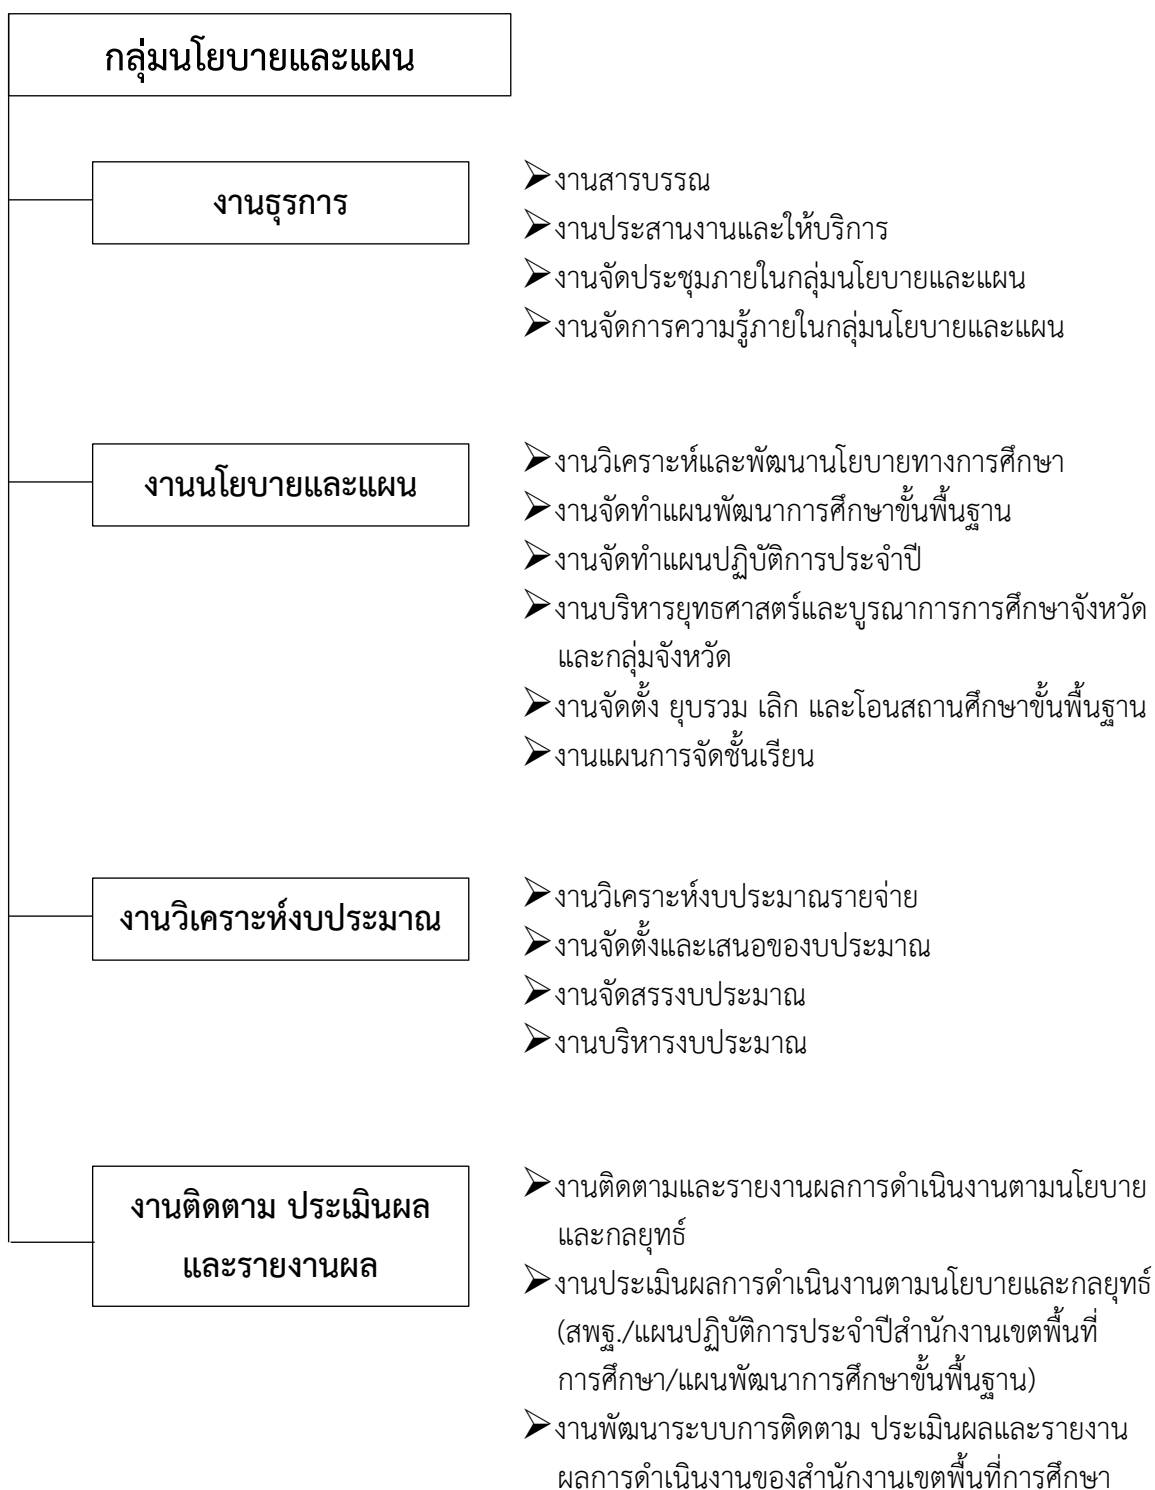 กลุ่มนโยบายและแผน
งานธุรการ
➢งานสารบรรณ
➢งานประสานงานและให้บริการ
➢งานจัดประชุมภายในกลุ่มนโยบายและแผน
➢งานจัดการความรู้ภายในกลุ่มนโยบายและแผน
งานนโยบายและแผน
➢งานวิเคราะห์และพัฒนานโยบายทางการศึกษา
➢งานจัดทำแผนพัฒนาการศึกษาขั้นพื้นฐาน
➢งานจัดทำแผนปฏิบัติการประจำปี
➢งานบริหารยุทธศาสตร์และบูรณาการการศึกษาจังหวัด
และกลุ่มจังหวัด
➢งานจัดตั้ง ยุบรวม เลิก และโอนสถานศึกษาขั้นพื้นฐาน
➢งานแผนการจัดชั้นเรียน
งานวิเคราะห์งบประมาณ
➢งานวิเคราะห์งบประมาณรายจ่าย
➢งานจัดตั้งและเสนอของบประมาณ
➢งานจัดสรรงบประมาณ
➢งานบริหารงบประมาณ
งานติดตาม ประเมินผล
และรายงานผล
➢งานติดตามและรายงานผลการดำเนินงานตามนโยบาย
และกลยุทธ์
➢งานประเมินผลการดำเนินงานตามนโยบายและกลยุทธ์
(สพฐ./แผนปฏิบัติการประจำปีสำนักงานเขตพื้นที่
การศึกษา/แผนพัฒนาการศึกษาขั้นพื้นฐาน)
➢งานพัฒนาระบบการติดตาม ประเมินผลและรายงาน
ผลการดำเนินงานของสำนักงานเขตพื้นที่การศึกษา